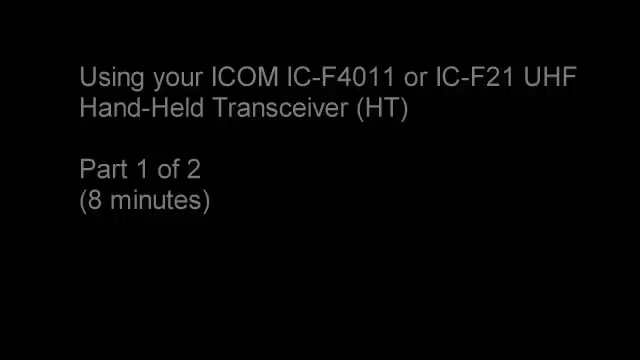 Using your ICOM IC-F4011 or IC-F21 UHF
Hand-Held Transceiver (HT)
Part 1 of 2
(8 minutes)